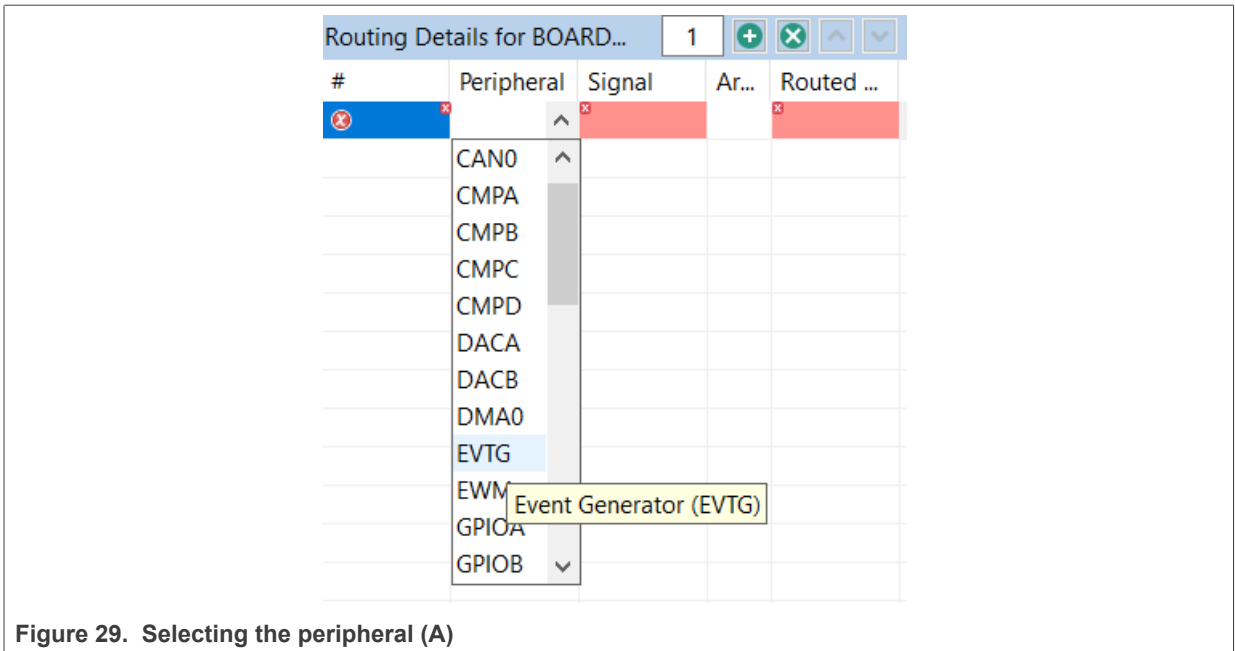 Routing Details for BOARD... 1
# Peripheral Signal Ar... Routed ...
CAN0
CMPA
CMPB
CMPC
CMPD
DACA
DACB
DMA0
EVTG
EWM
Event Generator (EVTG)
GPIOA
GPIOB
Figure 29. Selecting the peripheral (A)